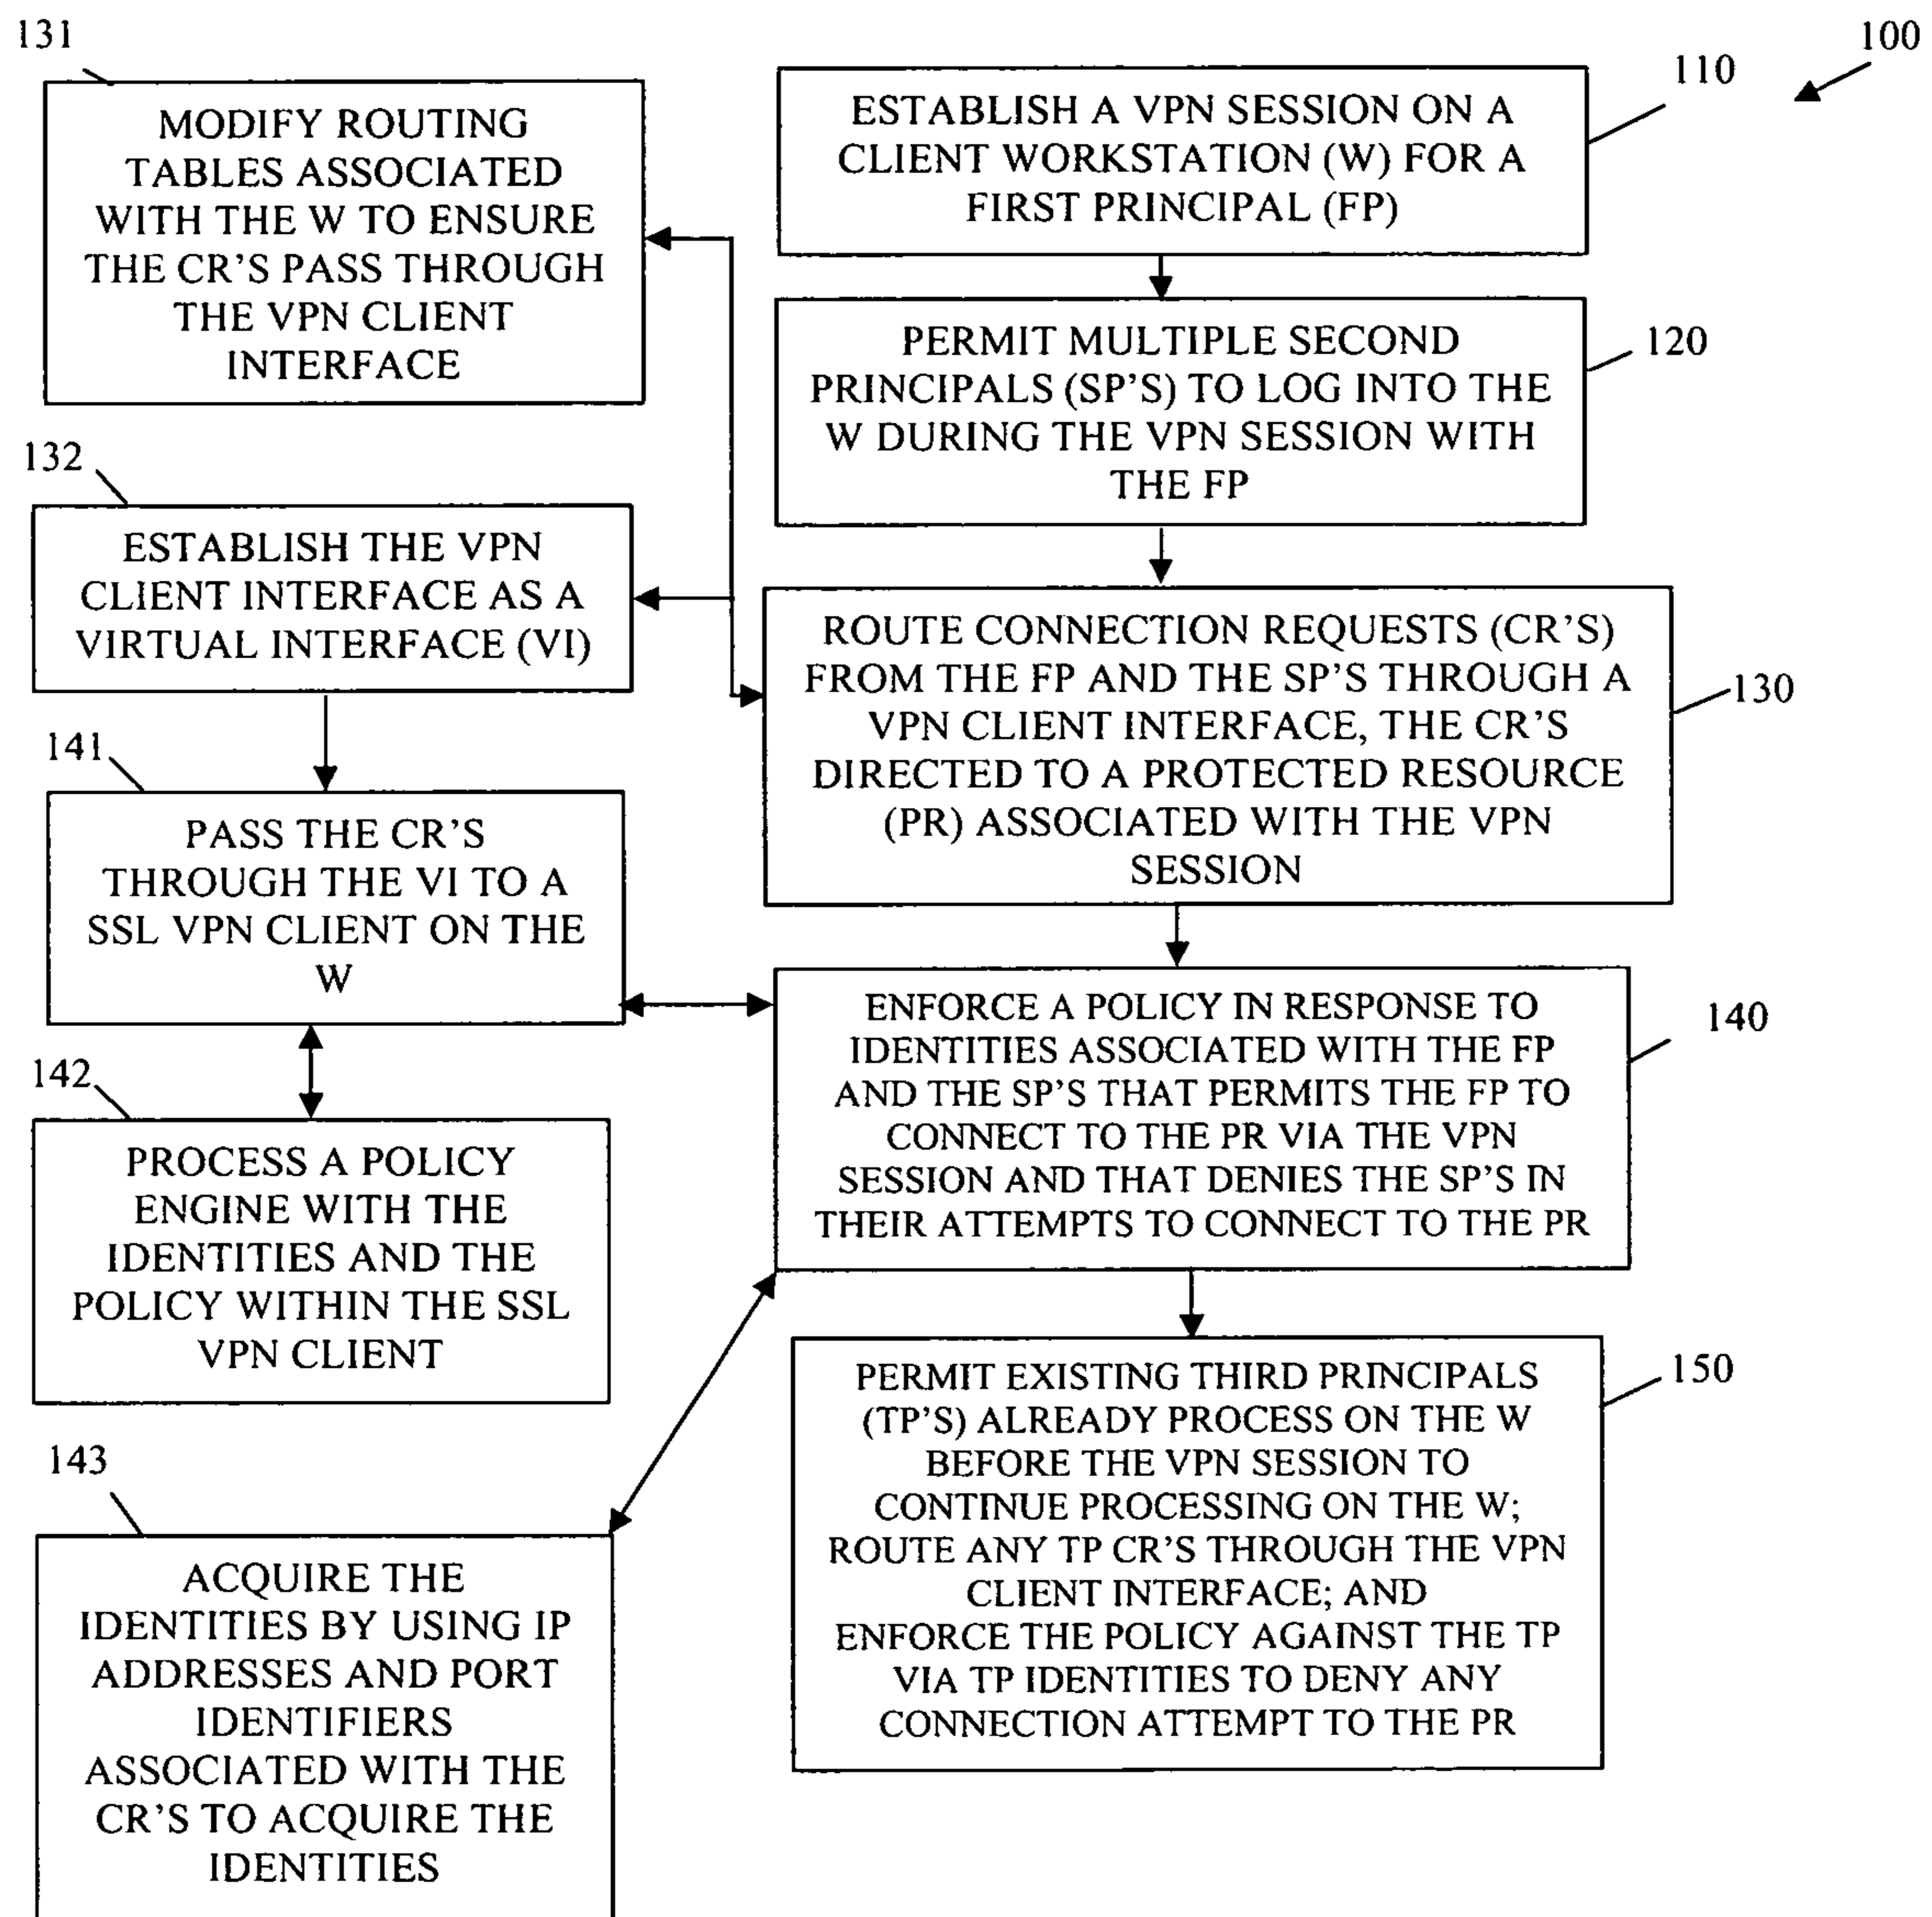 100
131
MODIFY ROUTING
TABLES ASSOCIATED
WITH THE W TO ENSURE
THE CR'S PASS THROUGH
THE VPN CLIENT
INTERFACE
110
ESTABLISH A VPN SESSION ON A
CLIENT WORKSTATION (W) FOR A
FIRST PRINCIPAL (FP)
120
PERMIT MULTIPLE SECOND
PRINCIPALS (SP'S) TO LOG INTO THE
W DURING THE VPN SESSION WITH
THE FP
132
ESTABLISH THE VPN
CLIENT INTERFACE AS A
VIRTUAL INTERFACE (VI)
130
ROUTE CONNECTION REQUESTS (CR'S)
FROM THE FP AND THE SP'S THROUGH A
VPN CLIENT INTERFACE, THE CR'S
DIRECTED TO A PROTECTED RESOURCE
(PR) ASSOCIATED WITH THE VPN
SESSION
141
PASS THE CR'S
THROUGH THE VI TO A
SSL VPN CLIENT ON THE
W
140
ENFORCE A POLICY IN RESPONSE TO
IDENTITIES ASSOCIATED WITH THE FP
AND THE SP'S THAT PERMITS THE FP TO
CONNECT TO THE PR VIA THE VPN
SESSION AND THAT DENIES THE SP'S IN
THEIR ATTEMPTS TO CONNECT TO THE PR
142
PROCESS A POLICY
ENGINE WITH THE
IDENTITIES AND THE
POLICY WITHIN THE SSL
VPN CLIENT
150
PERMIT EXISTING THIRD PRINCIPALS
(TP'S) ALREADY PROCESS ON THE W
BEFORE THE VPN SESSION TO
CONTINUE PROCESSING ON THE W;
ROUTE ANY TP CR'S THROUGH THE VPN
CLIENT INTERFACE; AND
ENFORCE THE POLICY AGAINST THE TP
VIA TP IDENTITIES TO DENY ANY
CONNECTION ATTEMPT TO THE PR
143
ACQUIRE THE
IDENTITIES BY USING IP
ADDRESSES AND PORT
IDENTIFIERS
ASSOCIATED WITH THE
CR'S TO ACQUIRE THE
IDENTITIES